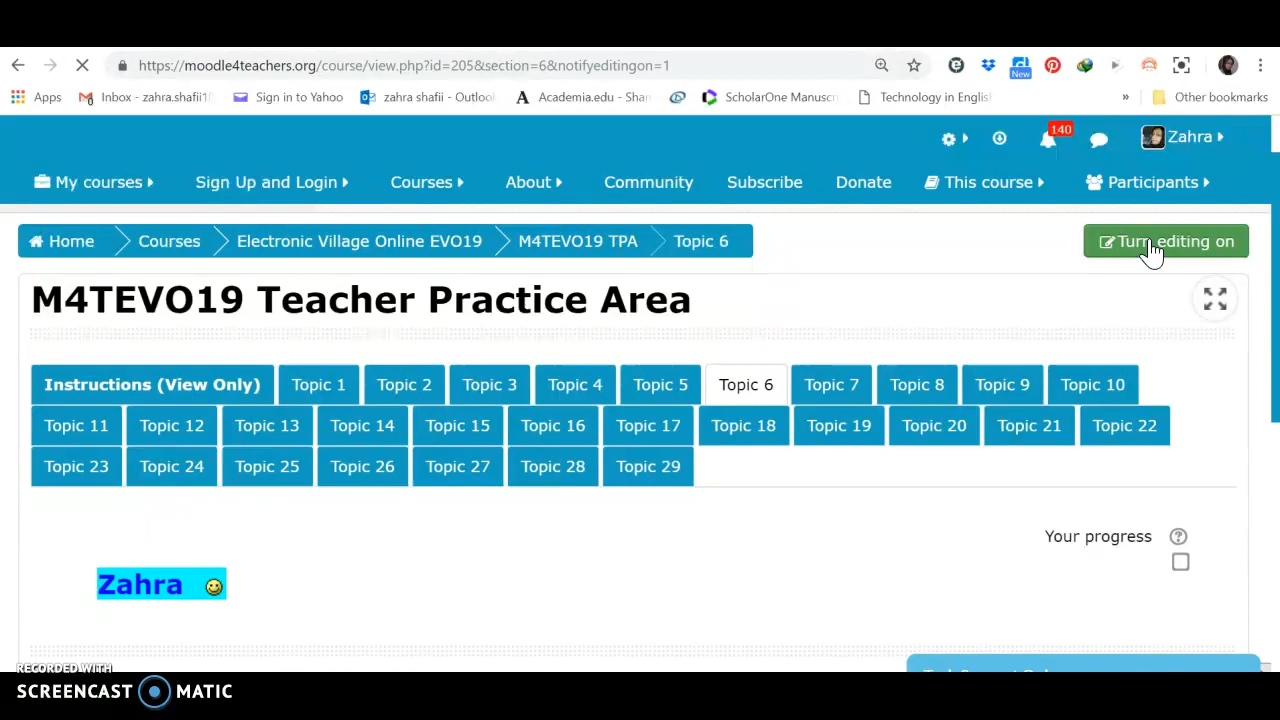 https://moodle4teachers.org/course/view.php?id=205&section=6&notifyeditingon=1
New
Apps Inbox - zahra.shafii1 Sign in to Yahoo zahra shafii - Outlook Academia.edu - Shar ScholarOne Manuscr Technology in English » Other bookmarks
140
Zahra
My courses Sign Up and Login Courses About Community Subscribe Donate This course Participants
Home Courses Electronic Village Online EVO19 M4TEVO19 TPA Topic 6 Turn editing on
M4TEVO19 Teacher Practice Area
Instructions (View Only) Topic 1 Topic 2 Topic 3 Topic 4 Topic 5 Topic 6 Topic 7 Topic 8 Topic 9 Topic 10
Topic 11 Topic 12 Topic 13 Topic 14 Topic 15 Topic 16 Topic 17 Topic 18 Topic 19 Topic 20 Topic 21 Topic 22
Topic 23 Topic 24 Topic 25 Topic 26 Topic 27 Topic 28 Topic 29
Your progress
Zahra
RECORDED WITH
SCREENCAST MATIC